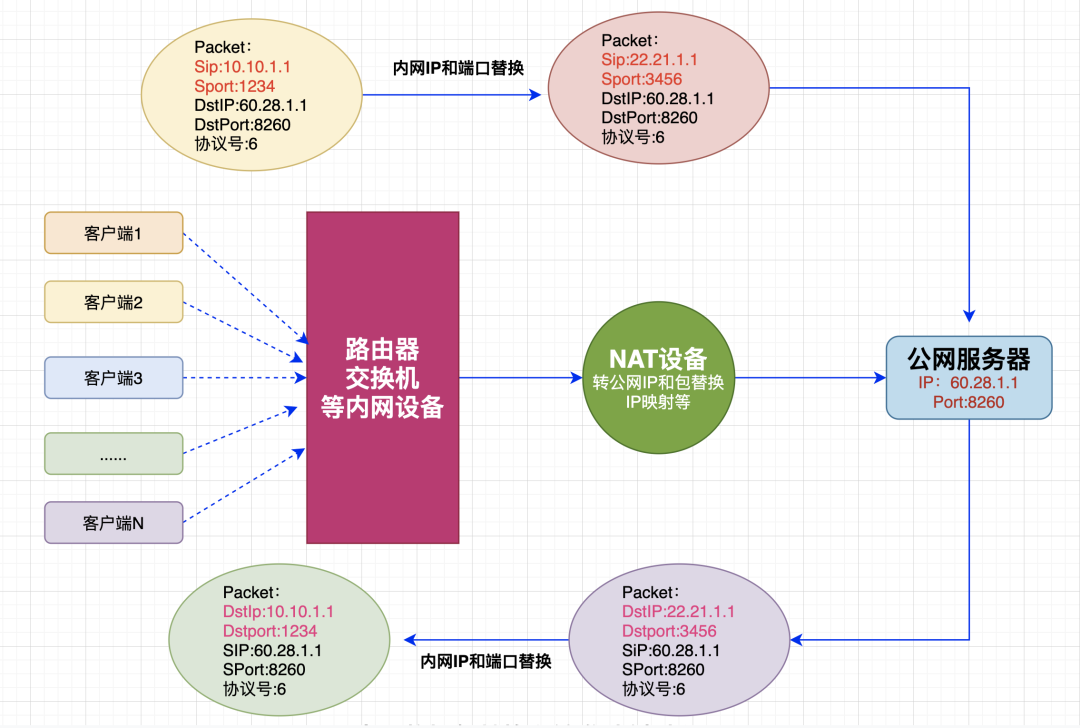 Packet：
Sip:10.10.1.1
Sport:1234
DstIP:60.28.1.1
DstPort:8260
协议号:6
内网IP和端口替换
Packet：
Sip:22.21.1.1
Sport:3456
DstIP:60.28.1.1
DstPort:8260
协议号:6
客户端1
客户端2
客户端3
......
客户端N
路由器
交换机
等内网设备
NAT设备
转公网IP和包替换
IP映射等
公网服务器
IP：60.28.1.1
Port:8260
Packet：
DstIp:10.10.1.1
Dstport:1234
SIP:60.28.1.1
SPort:8260
协议号:6
内网IP和端口替换
Packet：
DstIP:22.21.1.1
Dstport:3456
SiP:60.28.1.1
SPort:8260
协议号:6